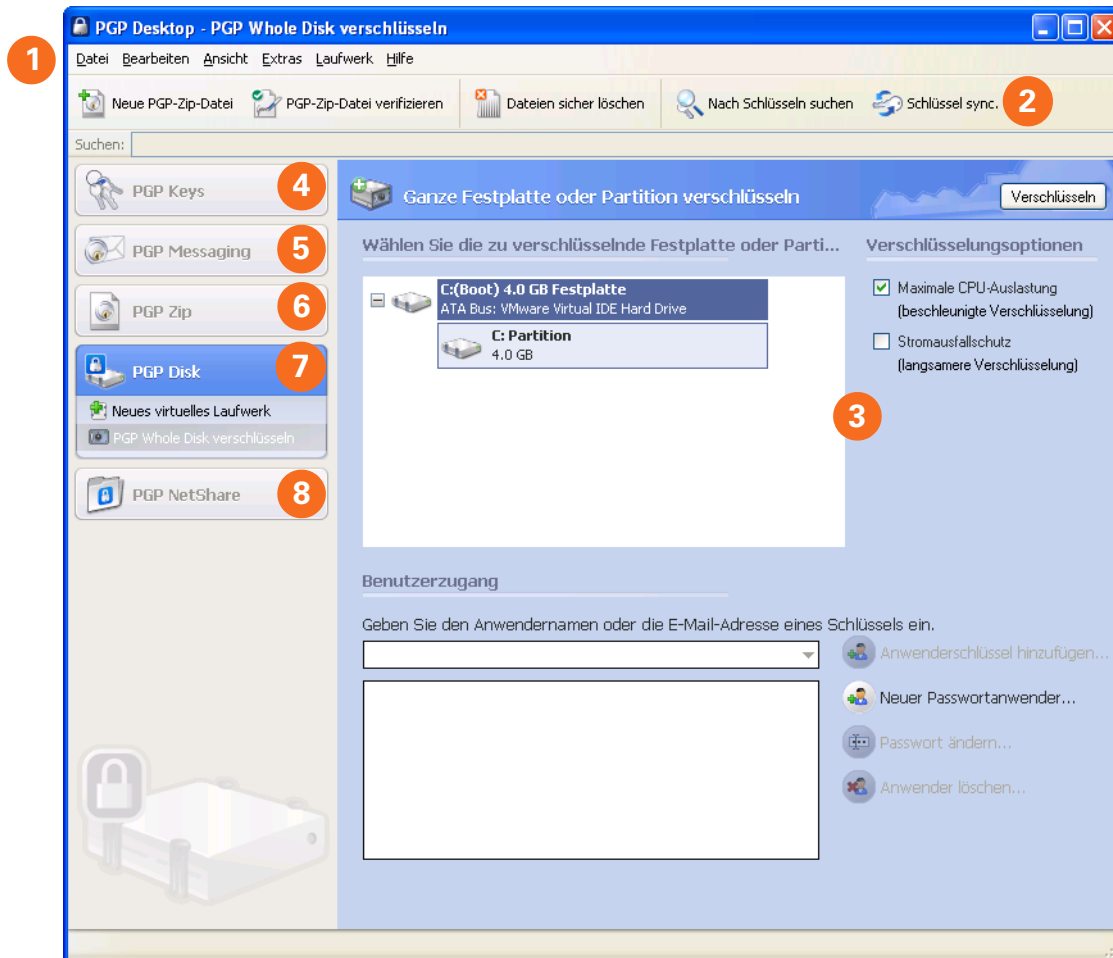 PGP Desktop - PGP Whole Disk verschlüsseln
1
Datei Bearbeiten Ansicht Extras Laufwerk Hilfe
Neue PGP-Zip-Datei PGP-Zip-Datei verifizieren Dateien sicher löschen Nach Schlüsseln suchen Schlüssel sync. 2
Suchen:
PGP Keys 4
PGP Messaging 5
PGP Zip 6
PGP Disk 7
Neues virtuelles Laufwerk
PGP Whole Disk verschlüsseln
PGP NetShare 8
Ganze Festplatte oder Partition verschlüsseln Verschlüsseln
Wählen Sie die zu verschlüsselnde Festplatte oder Parti...
C:(Boot) 4.0 GB Festplatte
ATA Bus: VMware Virtual IDE Hard Drive
C: Partition
4.0 GB
3
Verschlüsselungsoptionen
Maximale CPU-Auslastung
(beschleunigte Verschlüsselung)
Stromausfallschutz
(langsamere Verschlüsselung)
Benutzerzugang
Geben Sie den Anwendernamen oder die E-Mail-Adresse eines Schlüssels ein.
Anwenderschlüssel hinzufügen...
Neuer Passwortanwender...
Passwort ändern...
Anwender löschen...